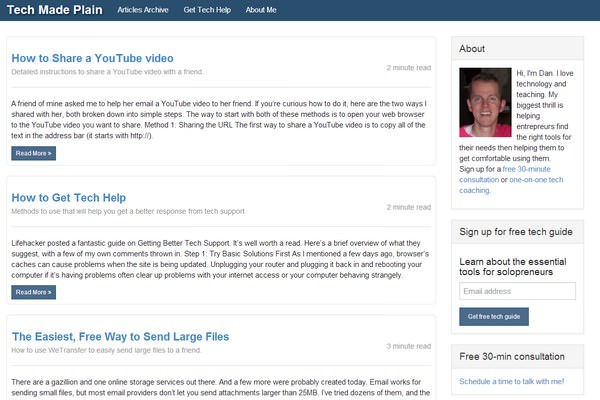 Tech Made Plain
Articles Archive
Get Tech Help
About Me
How to Share a YouTube video
Detailed instructions to share a YouTube video with a friend.
2 minute read
A friend of mine asked me to help her email a YouTube video to her friend. If you're curious how to do it, here are the two ways I
shared with her, both broken down into simple steps. The way to start with both of these methods is to open your web browser
to the YouTube video you want to share. Method 1: Sharing the URL The first way to share a YouTube video is to copy all of the
text in the address bar (it starts with http://).
Read More »
How to Get Tech Help
Methods to use that will help you get a better response from tech support
2 minute read
Lifehacker posted a fantastic guide on Getting Better Tech Support. It's well worth a read. Here's a brief overview of what they
suggest, with a few of my own comments thrown in. Step 1: Try Basic Solutions First As I mentioned a few days ago, browser's
caches can cause problems when the site is being updated. Unplugging your router and plugging it back in and rebooting your
computer if it's having problems often clear up problems with your internet access or your computer behaving strangely.
Read More »
The Easiest, Free Way to Send Large Files
How to use WeTransfer to easily send large files to a friend.
3 minute read
There are a gazillion and one online storage services out there. And a few more were probably created today. Email works for
sending small files, but most email providers don't let you send attachments larger than 25MB. I've tried dozens of them, and the
About
Hi, I'm Dan. I love
technology and
teaching. My
biggest thrill is
helping
entrepreurs find
the right tools for
their needs then helping them to
get comfortable using them.
Sign up for a free 30-minute
consultation or one-on-one tech
coaching.
Sign up for free tech guide
Learn about the essential
tools for solopreneurs
Email address
Get free tech guide
Free 30-min consultation
Schedule a time to talk with me!